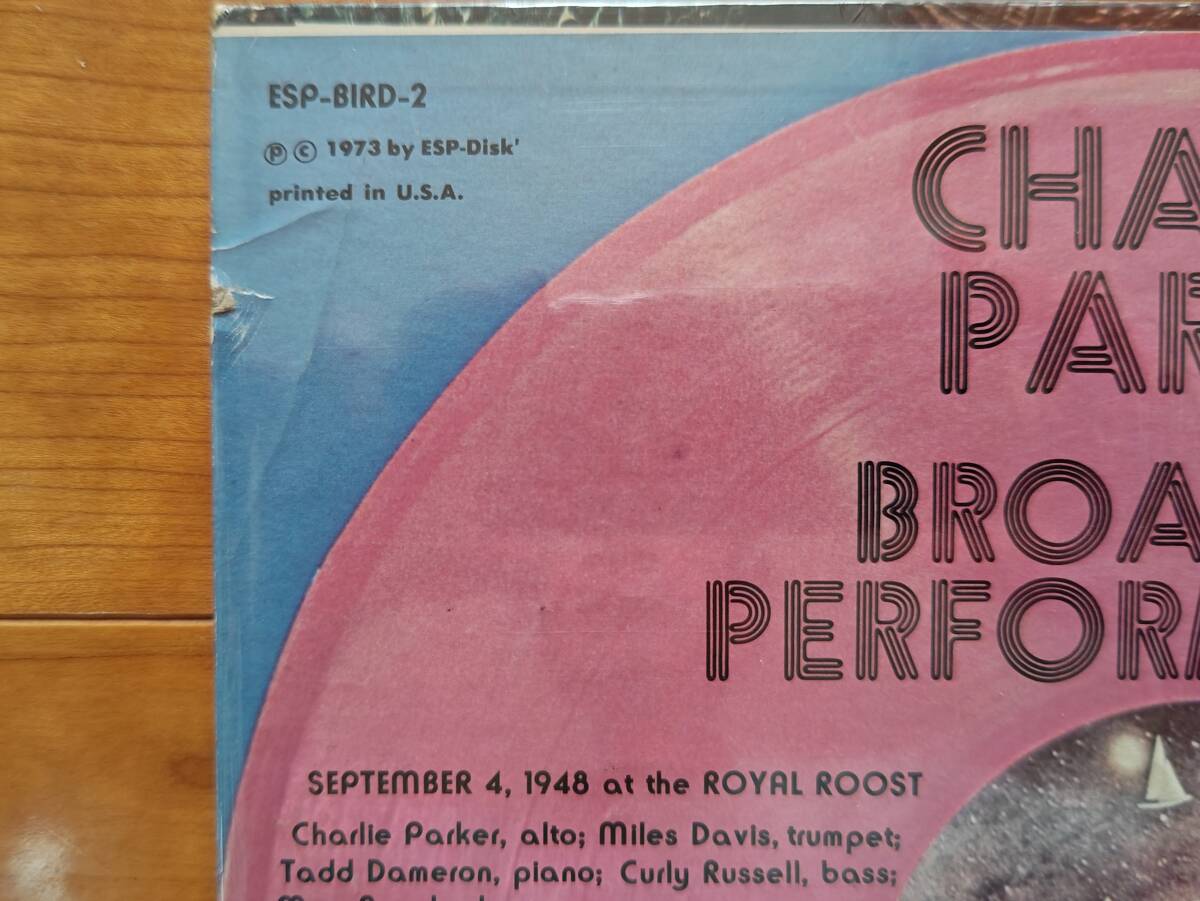 ESP-BIRD-2
℗ © 1973 by ESP-Disk'
printed in U.S.A.
CHA
PAR
BROA
PERFOR
SEPTEMBER 4, 1948 at the ROYAL ROOST
Charlie Parker, alto; Miles Davis, trumpet;
Tadd Dameron, piano; Curly Russell, bass;